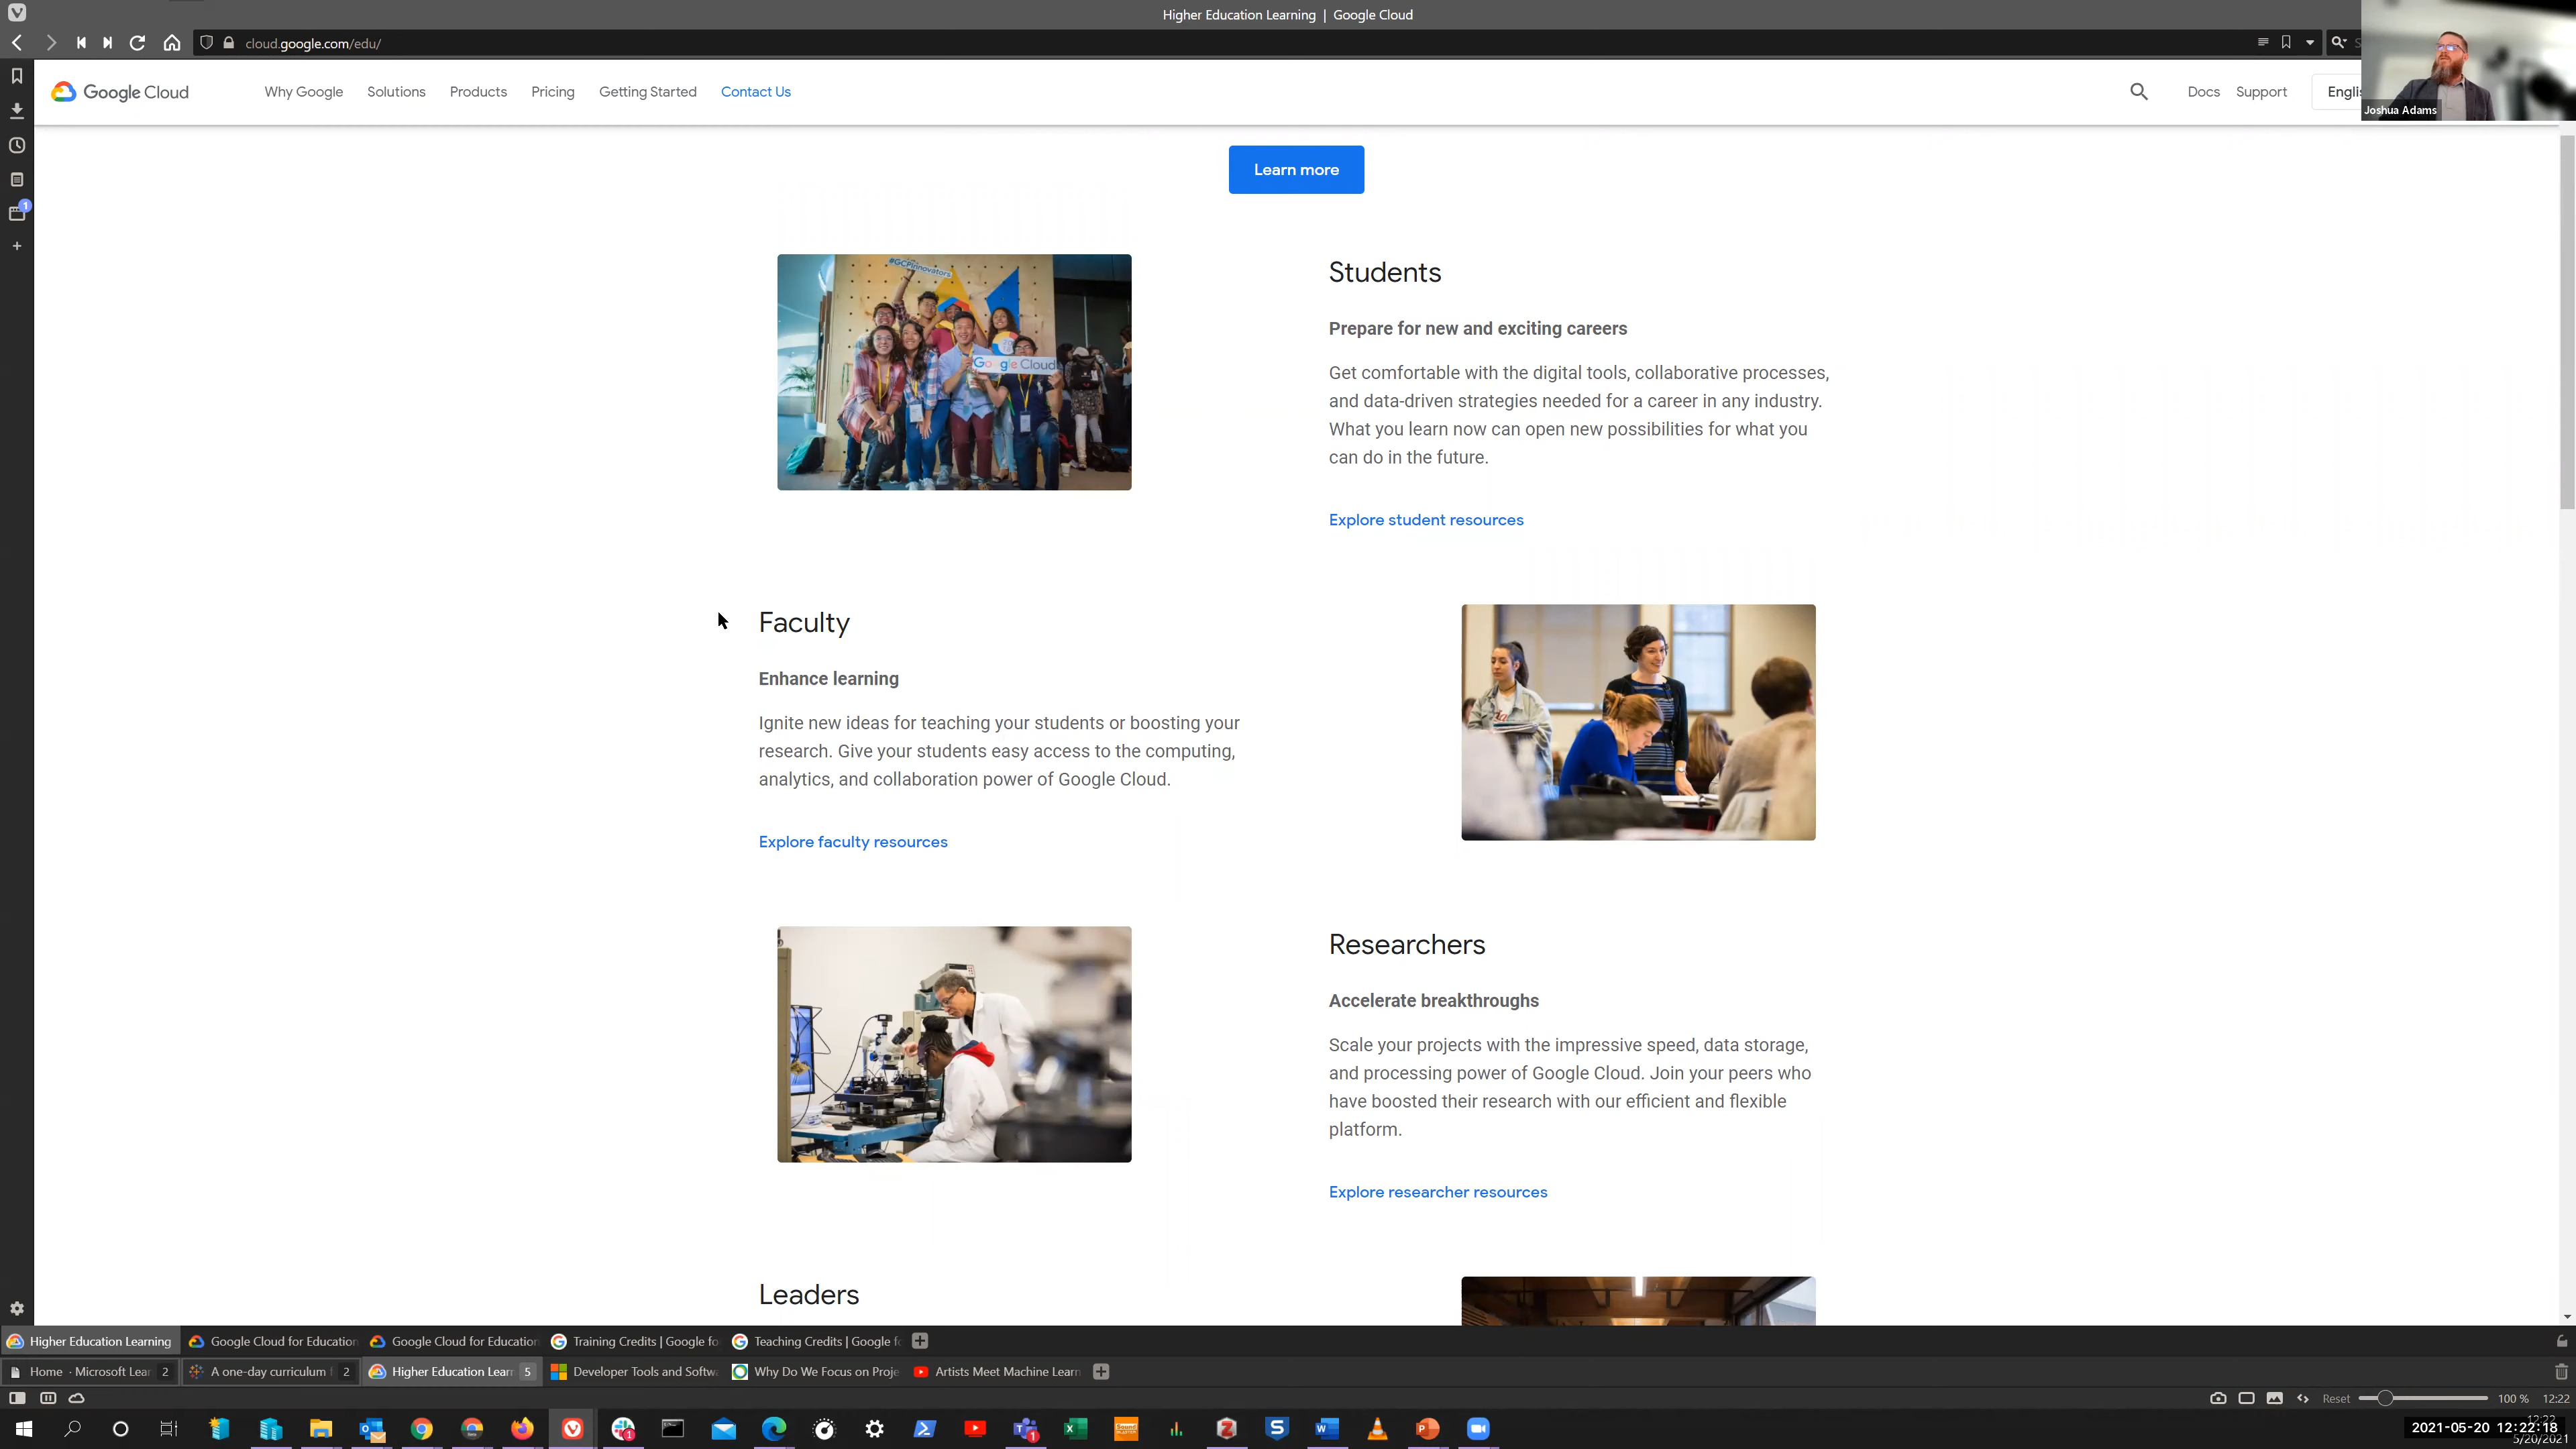 Higher Education Learning | Google Cloud
cloud.google.com/edu/
Joshua Adams
Google Cloud
Why Google
Solutions
Products
Pricing
Getting Started
Contact Us
Docs
Support
Learn more
#GCPinnovators
Google Cloud
Students
Prepare for new and exciting careers
Get comfortable with the digital tools, collaborative processes,
and data-driven strategies needed for a career in any industry.
What you learn now can open new possibilities for what you
can do in the future.
Explore student resources
Faculty
Enhance learning
Ignite new ideas for teaching your students or boosting your
research. Give your students easy access to the computing,
analytics, and collaboration power of Google Cloud.
Explore faculty resources
Researchers
Accelerate breakthroughs
Scale your projects with the impressive speed, data storage,
and processing power of Google Cloud. Join your peers who
have boosted their research with our efficient and flexible
platform.
Explore researcher resources
Leaders
Higher Education Learning
Google Cloud for Education
Google Cloud for Education
Training Credits | Google fo
Teaching Credits | Google fo
Home · Microsoft Lear 2
A one-day curriculum f 2
Higher Education Learn 5
Developer Tools and Softwa
Why Do We Focus on Proje
Artists Meet Machine Learn
Reset
100 %
12:22
2021-05-20 12:22:18
5/20/2021